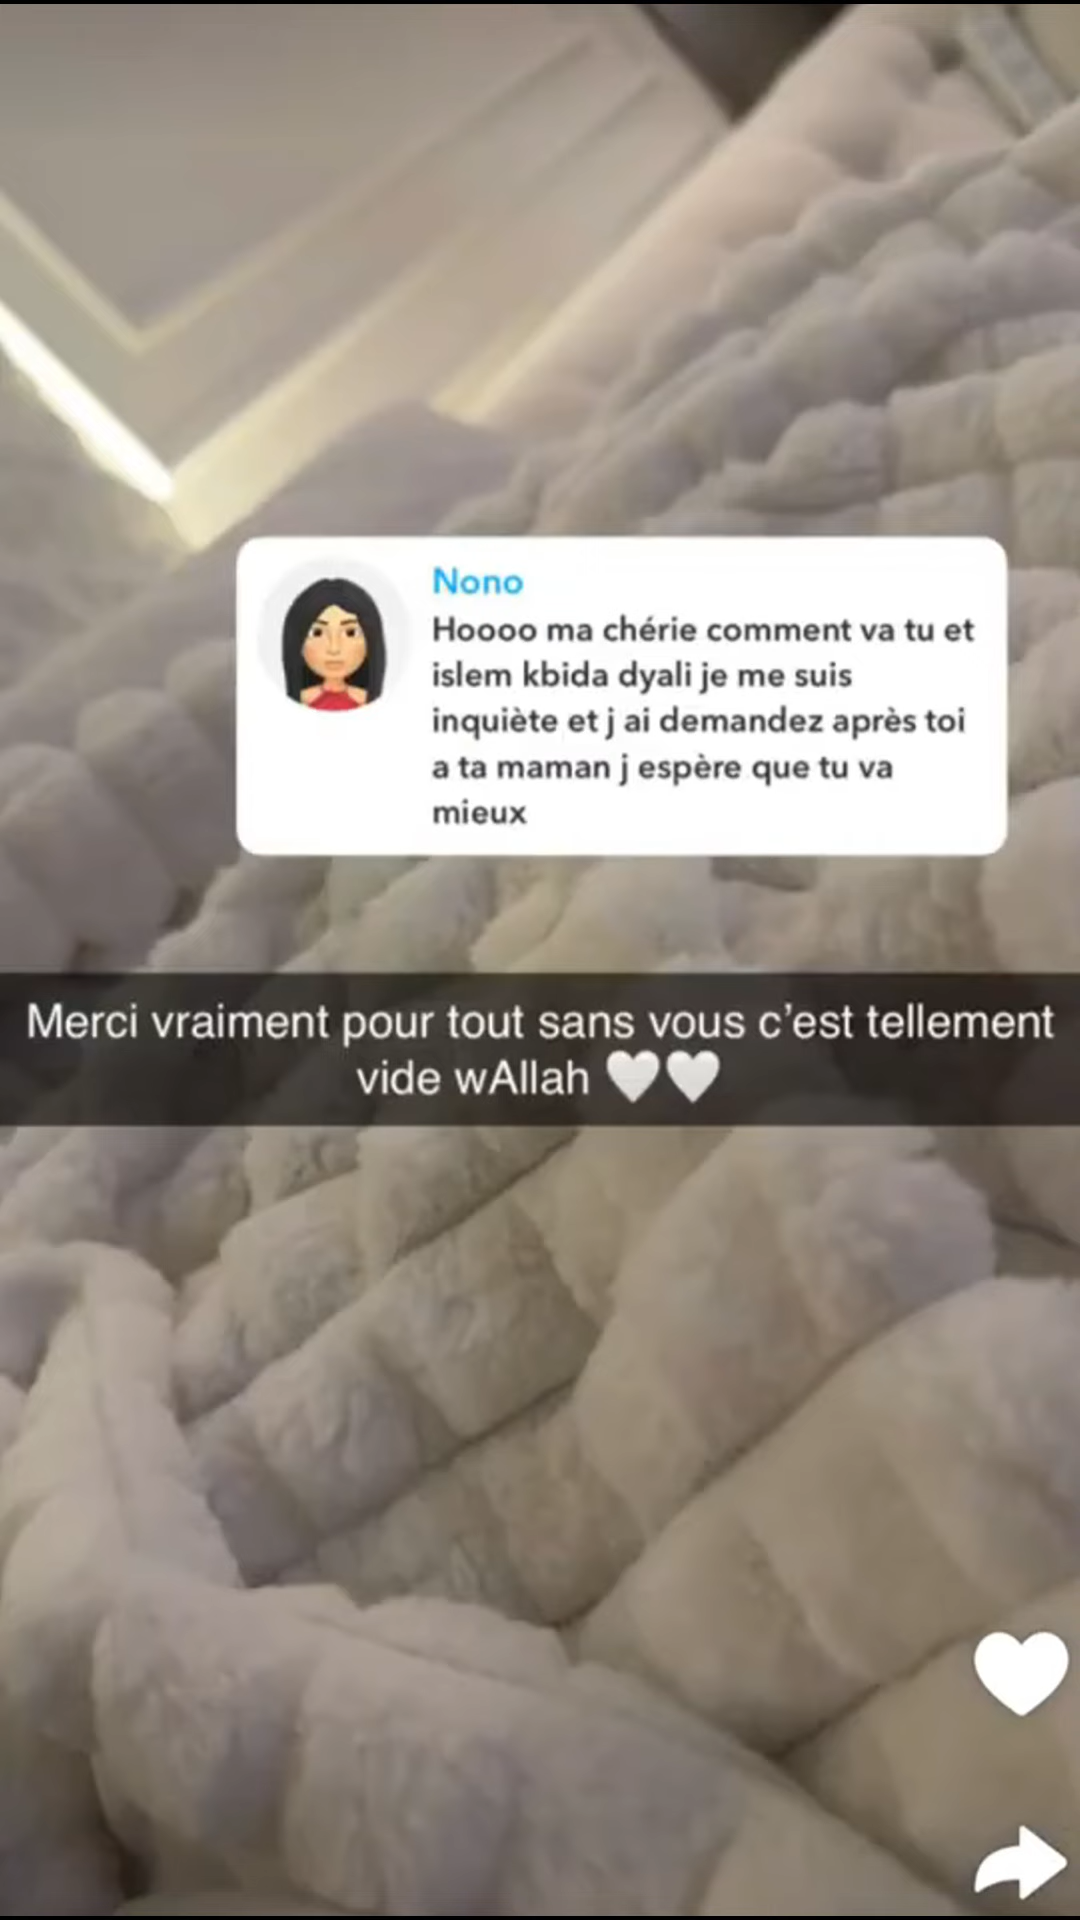 Nono
Hoooo ma chérie comment va tu et
islem kbida dyali je me suis
inquiète et j ai demandez après toi
a ta maman j espère que tu va
mieux
Merci vraiment pour tout sans vous c’est tellement
vide wAllah 🤍🤍